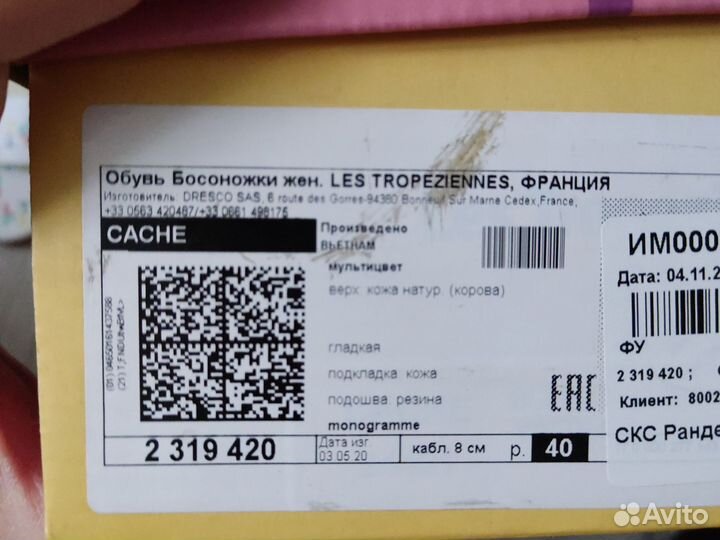 Обувь Босоножки жен. LES TROPEZIENNES, ФРАНЦИЯ
Изготовитель: DRESCO SAS, 6 route des Gorres-94380 Bonneuil Sur Marne Cedex,France,
+33 0563 420487/+33 0661 498175
CACHE
Произведено
ВЬЕТНАМ
мультицвет
верх: кожа натур. (корова)
гладкая
подкладка: кожа
подошва: резина
monogramme
EAC
(01) 04650161437588
2 319 420
Дата изг.
03.05.20
кабл. 8 см
р. 40
ИМ000
Дата: 04.11.2
ФУ
2 319 420 ;
Клиент: 8002
СКС Ранде
Avito